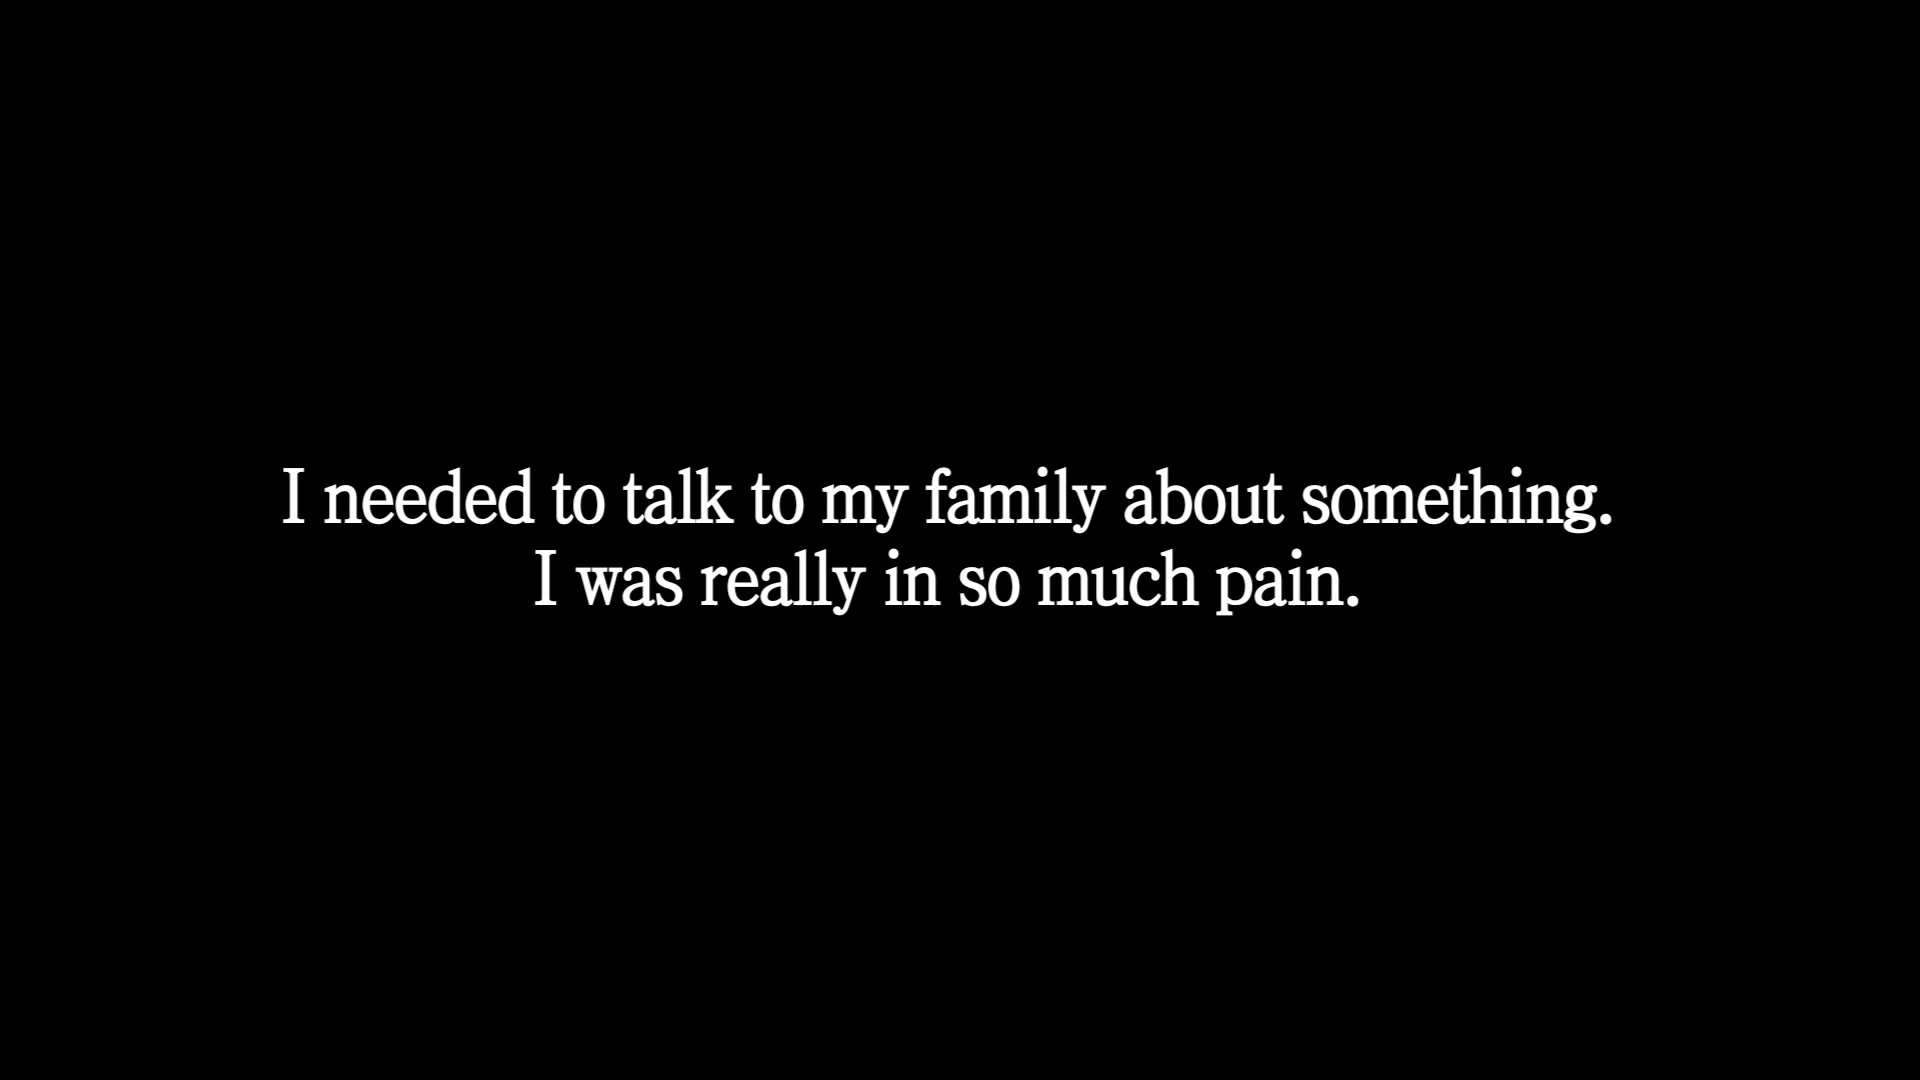 I needed to talk to my family about something.
I was really in so much pain.